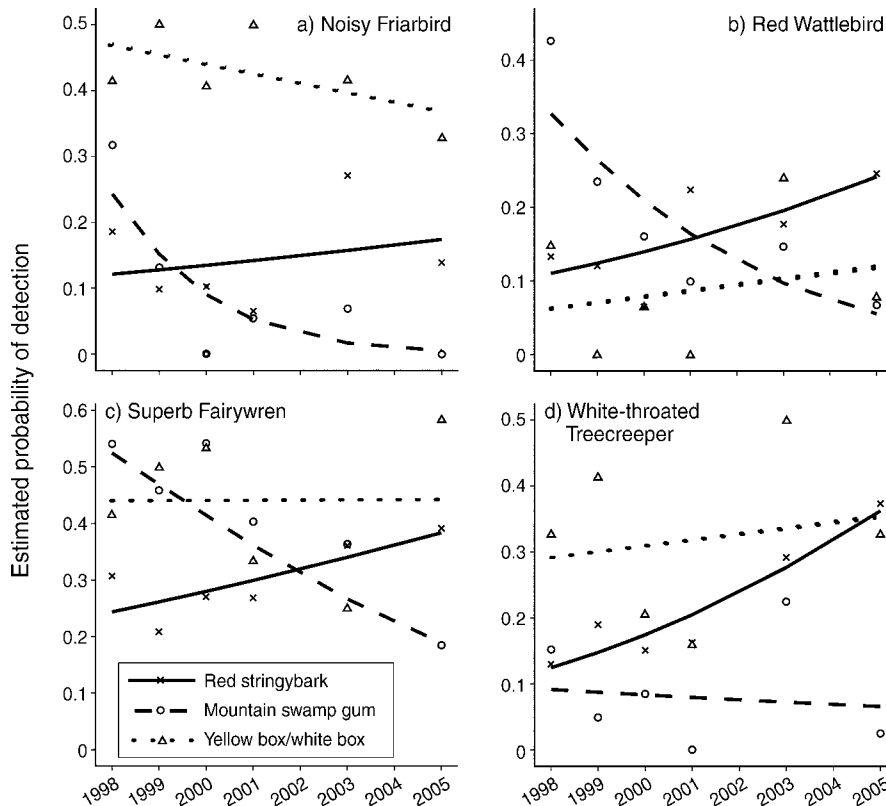 Estimated probability of detection
a) Noisy Friarbird
0.5
0.4
0.3
0.2
0.1
0
b) Red Wattlebird
0.4
0.3
0.2
0.1
0
c) Superb Fairywren
0.6
0.5
0.4
0.3
0.2
0.1
0
Red stringybark
Mountain swamp gum
Yellow box/white box
1998 1999 2000 2001 2002 2003 2004 2005
d) White-throated
Treecreeper
0.5
0.4
0.3
0.2
0.1
0
1998 1999 2000 2001 2002 2003 2004 2005